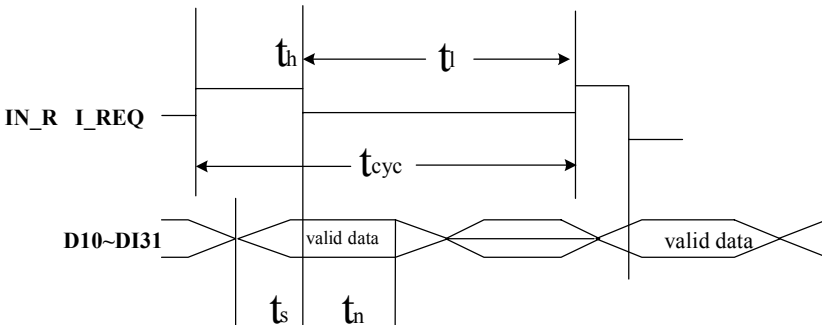 th
tl
IN_R I_REQ
tcyc
D10~DI31
valid data
valid data
ts
tn